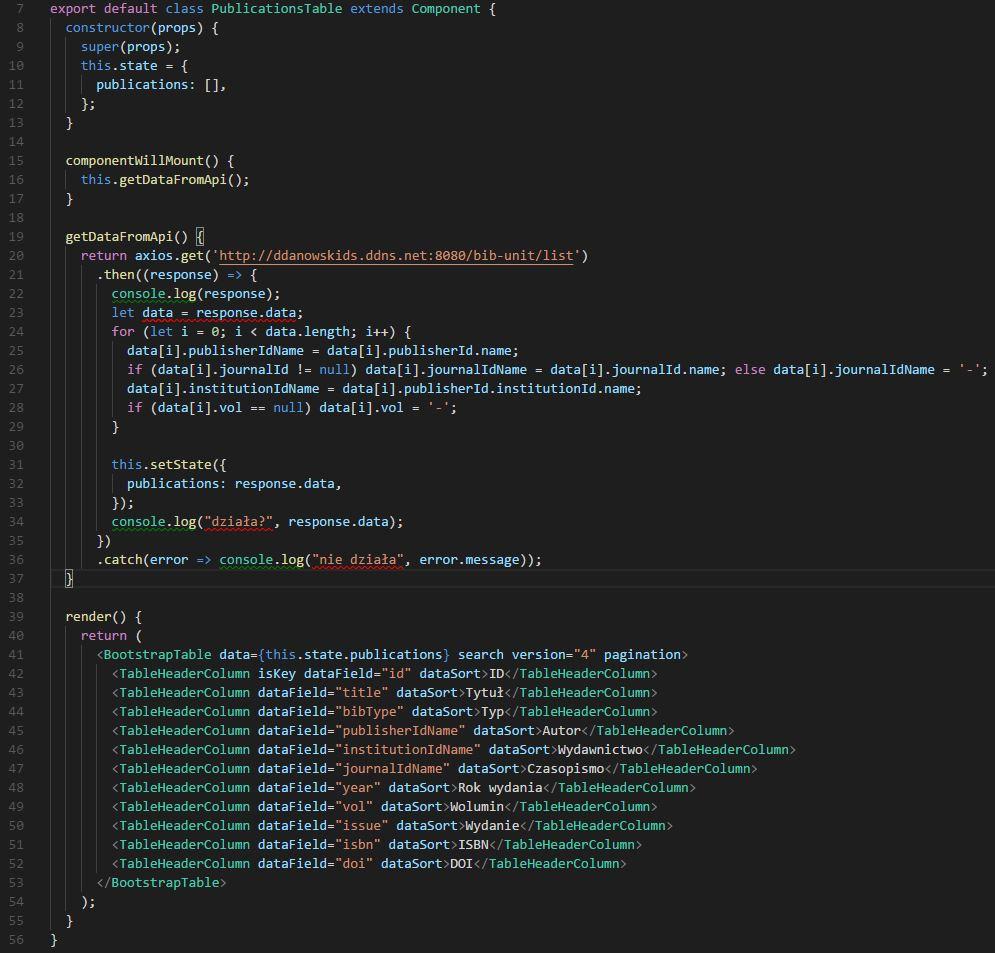 7 export default class PublicationsTable extends Component {
8   constructor(props) {
9     super(props);
10     this.state = {
11       publications: [],
12     };
13   }
14
15   componentWillMount() {
16     this.getDataFromApi();
17   }
18
19   getDataFromApi() {
20     return axios.get('http://ddanowskids.ddns.net:8080/bib-unit/list')
21       .then((response) => {
22         console.log(response);
23         let data = response.data;
24         for (let i = 0; i < data.length; i++) {
25           data[i].publisherIdName = data[i].publisherId.name;
26           if (data[i].journalId != null) data[i].journalIdName = data[i].journalId.name; else data[i].journalIdName = '-';
27           data[i].institutionIdName = data[i].publisherId.institutionId.name;
28           if (data[i].vol == null) data[i].vol = '-';
29         }
30
31         this.setState({
32           publications: response.data,
33         });
34         console.log("działa?", response.data);
35       })
36       .catch(error => console.log("nie działa", error.message));
37   }
38
39   render() {
40     return (
41       <BootstrapTable data={this.state.publications} search version="4" pagination>
42         <TableHeaderColumn isKey dataField="id" dataSort>ID</TableHeaderColumn>
43         <TableHeaderColumn dataField="title" dataSort>Tytuł</TableHeaderColumn>
44         <TableHeaderColumn dataField="bibType" dataSort>Typ</TableHeaderColumn>
45         <TableHeaderColumn dataField="publisherIdName" dataSort>Autor</TableHeaderColumn>
46         <TableHeaderColumn dataField="institutionIdName" dataSort>Wydawnictwo</TableHeaderColumn>
47         <TableHeaderColumn dataField="journalIdName" dataSort>Czasopismo</TableHeaderColumn>
48         <TableHeaderColumn dataField="year" dataSort>Rok wydania</TableHeaderColumn>
49         <TableHeaderColumn dataField="vol" dataSort>Wolumin</TableHeaderColumn>
50         <TableHeaderColumn dataField="issue" dataSort>Wydanie</TableHeaderColumn>
51         <TableHeaderColumn dataField="isbn" dataSort>ISBN</TableHeaderColumn>
52         <TableHeaderColumn dataField="doi" dataSort>DOI</TableHeaderColumn>
53       </BootstrapTable>
54     );
55   }
56 }